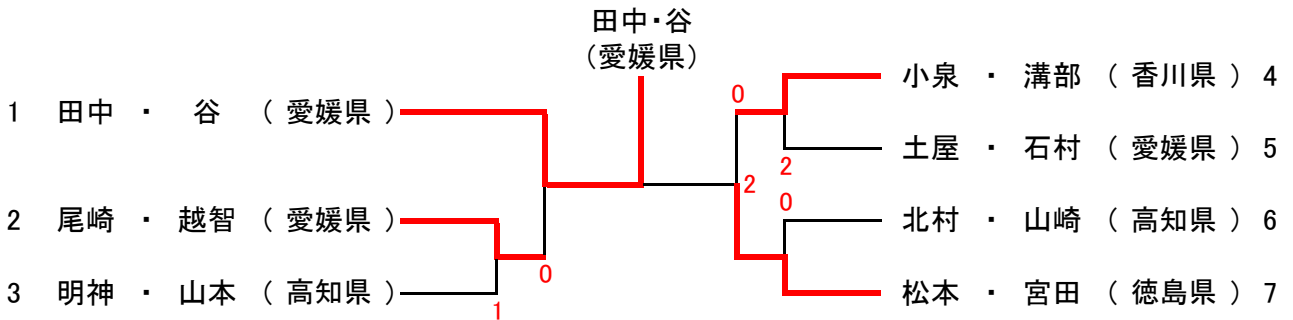 田中・谷
（愛媛県）
1 田中 ・ 谷 （ 愛媛県 ）
2 尾崎 ・ 越智 （ 愛媛県 ）
3 明神 ・ 山本 （ 高知県 ）
1
0
0
2
2
0
小泉 ・ 溝部 （ 香川県 ） 4
土屋 ・ 石村 （ 愛媛県 ） 5
北村 ・ 山崎 （ 高知県 ） 6
松本 ・ 宮田 （ 徳島県 ） 7